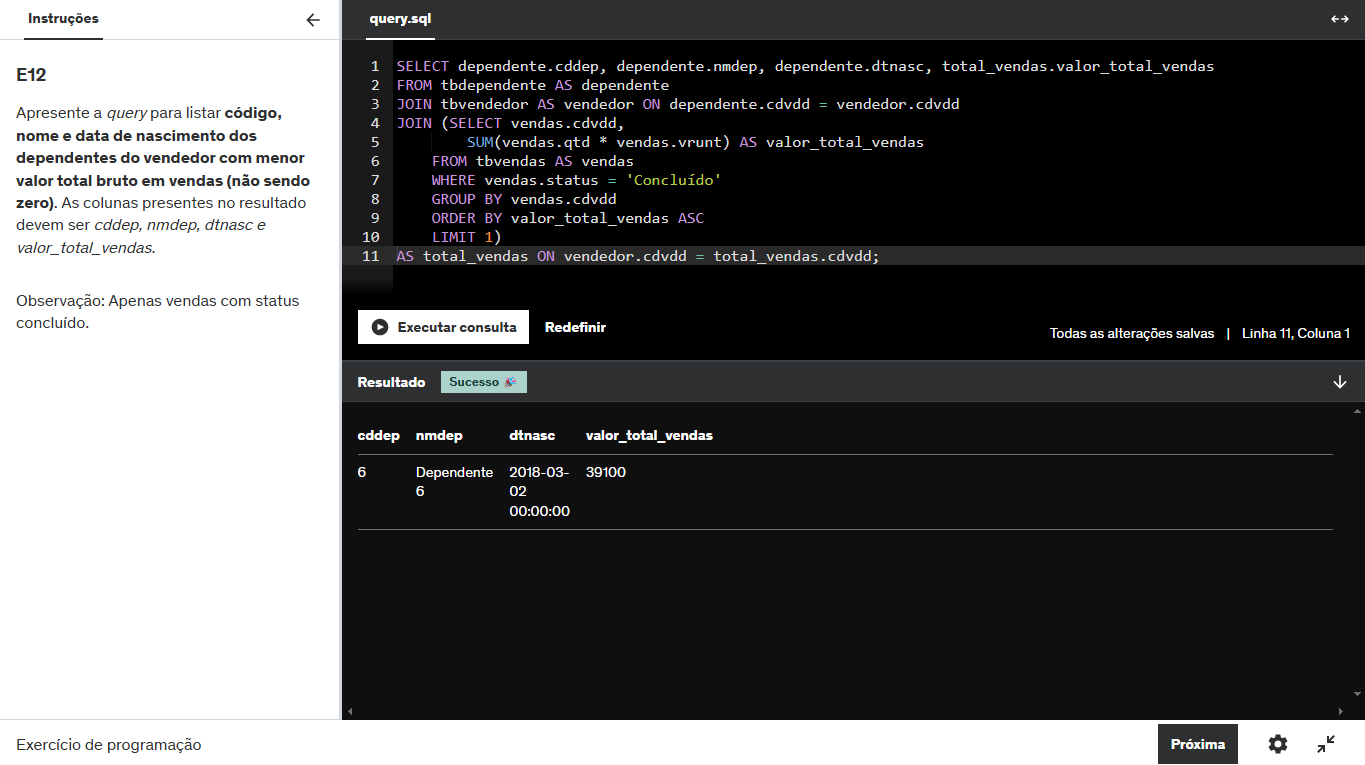 Instruções
E12
Apresente a query para listar código,
nome e data de nascimento dos
dependentes do vendedor com menor
valor total bruto em vendas (não sendo
zero). As colunas presentes no resultado
devem ser cddep, nmdep, dtnasc e
valor_total_vendas.
Observação: Apenas vendas com status
concluído.
query.sql
1 SELECT dependente.cddep, dependente.nmdep, dependente.dtnasc, total_vendas.valor_total_vendas
2 FROM tbdependente AS dependente
3 JOIN tbvendedor AS vendedor ON dependente.cdvdd = vendedor.cdvdd
4 JOIN (SELECT vendas.cdvdd,
5 SUM(vendas.qtd * vendas.vrunt) AS valor_total_vendas
6 FROM tbvendas AS vendas
7 WHERE vendas.status = 'Concluído'
8 GROUP BY vendas.cdvdd
9 ORDER BY valor_total_vendas ASC
10 LIMIT 1)
11 AS total_vendas ON vendedor.cdvdd = total_vendas.cdvdd;
Executar consulta Redefinir
Todas as alterações salvas | Linha 11, Coluna 1
Resultado Sucesso 🎉
cddep nmdep dtnasc valor_total_vendas
6 Dependente 2018-03- 39100
6 02
00:00:00
Exercício de programação
Próxima